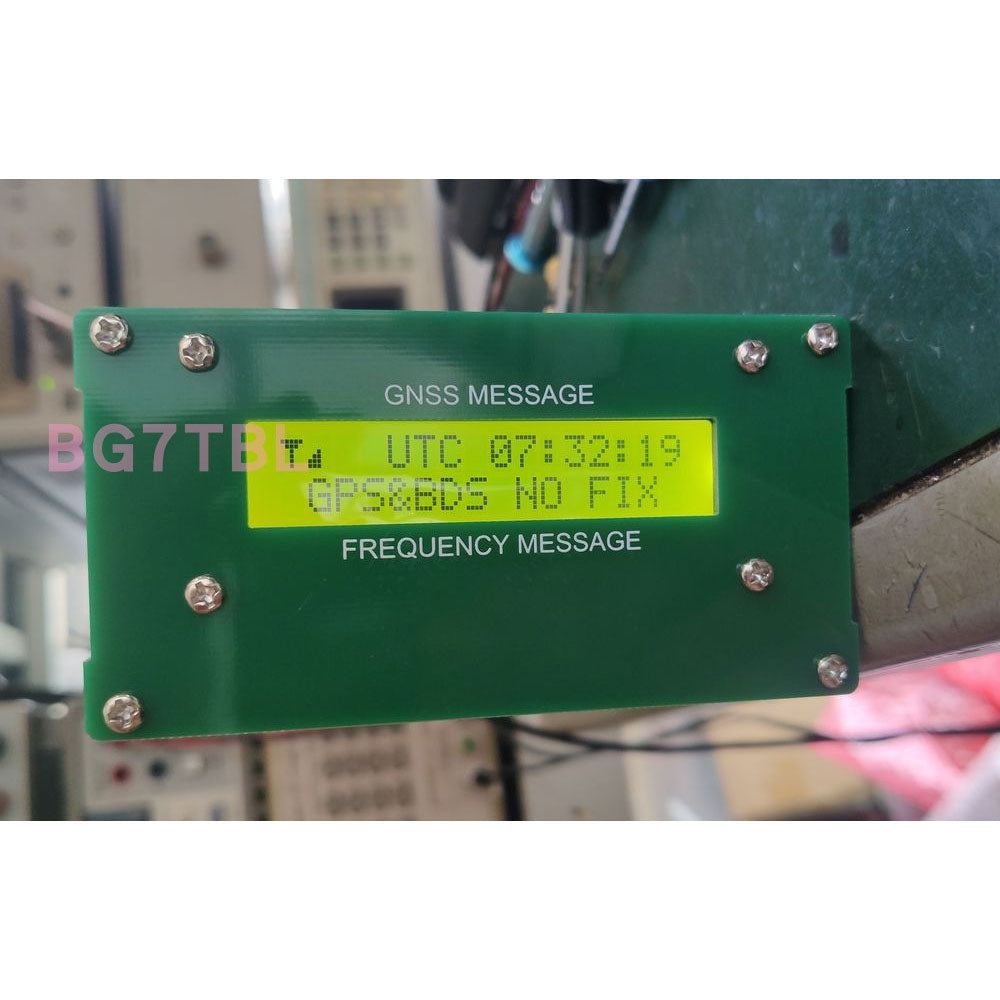 GNSS MESSAGE
BG7TBL
UTC 07:32:19
GPS&BDS NO FIX
FREQUENCY MESSAGE